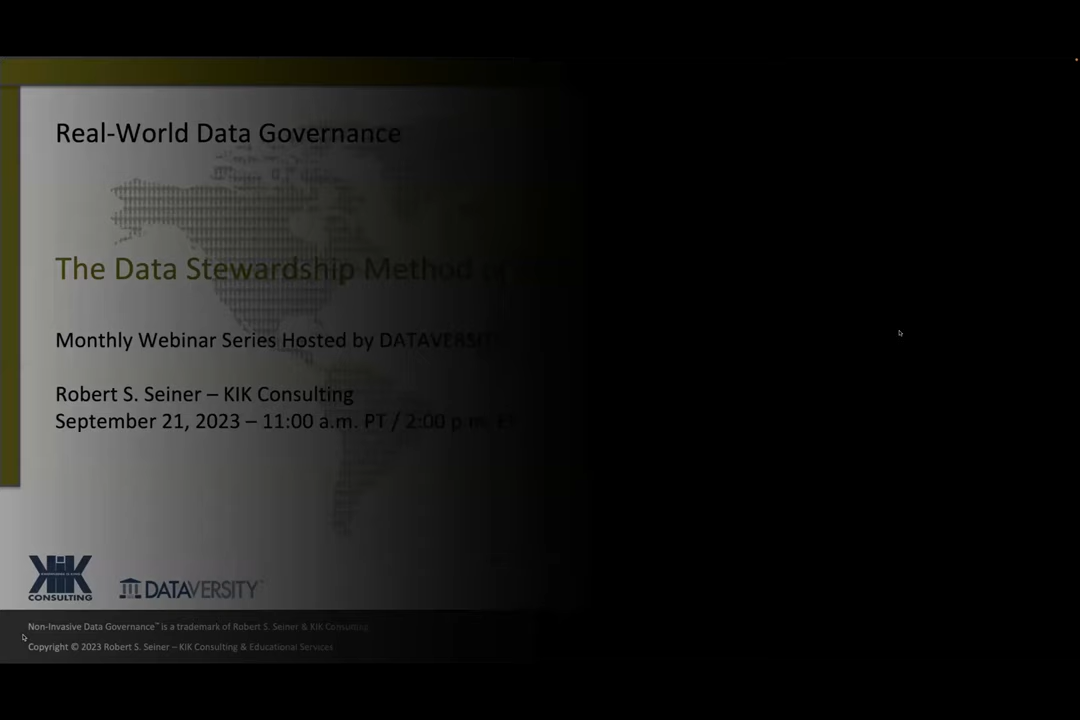 Real-World Data Governance
The Data Stewardship Method
Monthly Webinar Series Hosted by DATAVERSITY
Robert S. Seiner – KIK Consulting
September 21, 2023 – 11:00 a.m. PT / 2:00 p.m. ET
KIK
CONSULTING
DATAVERSITY
Non-Invasive Data Governance™ is a trademark of Robert S. Seiner & KIK Consulting
Copyright © 2023 Robert S. Seiner – KIK Consulting & Educational Services